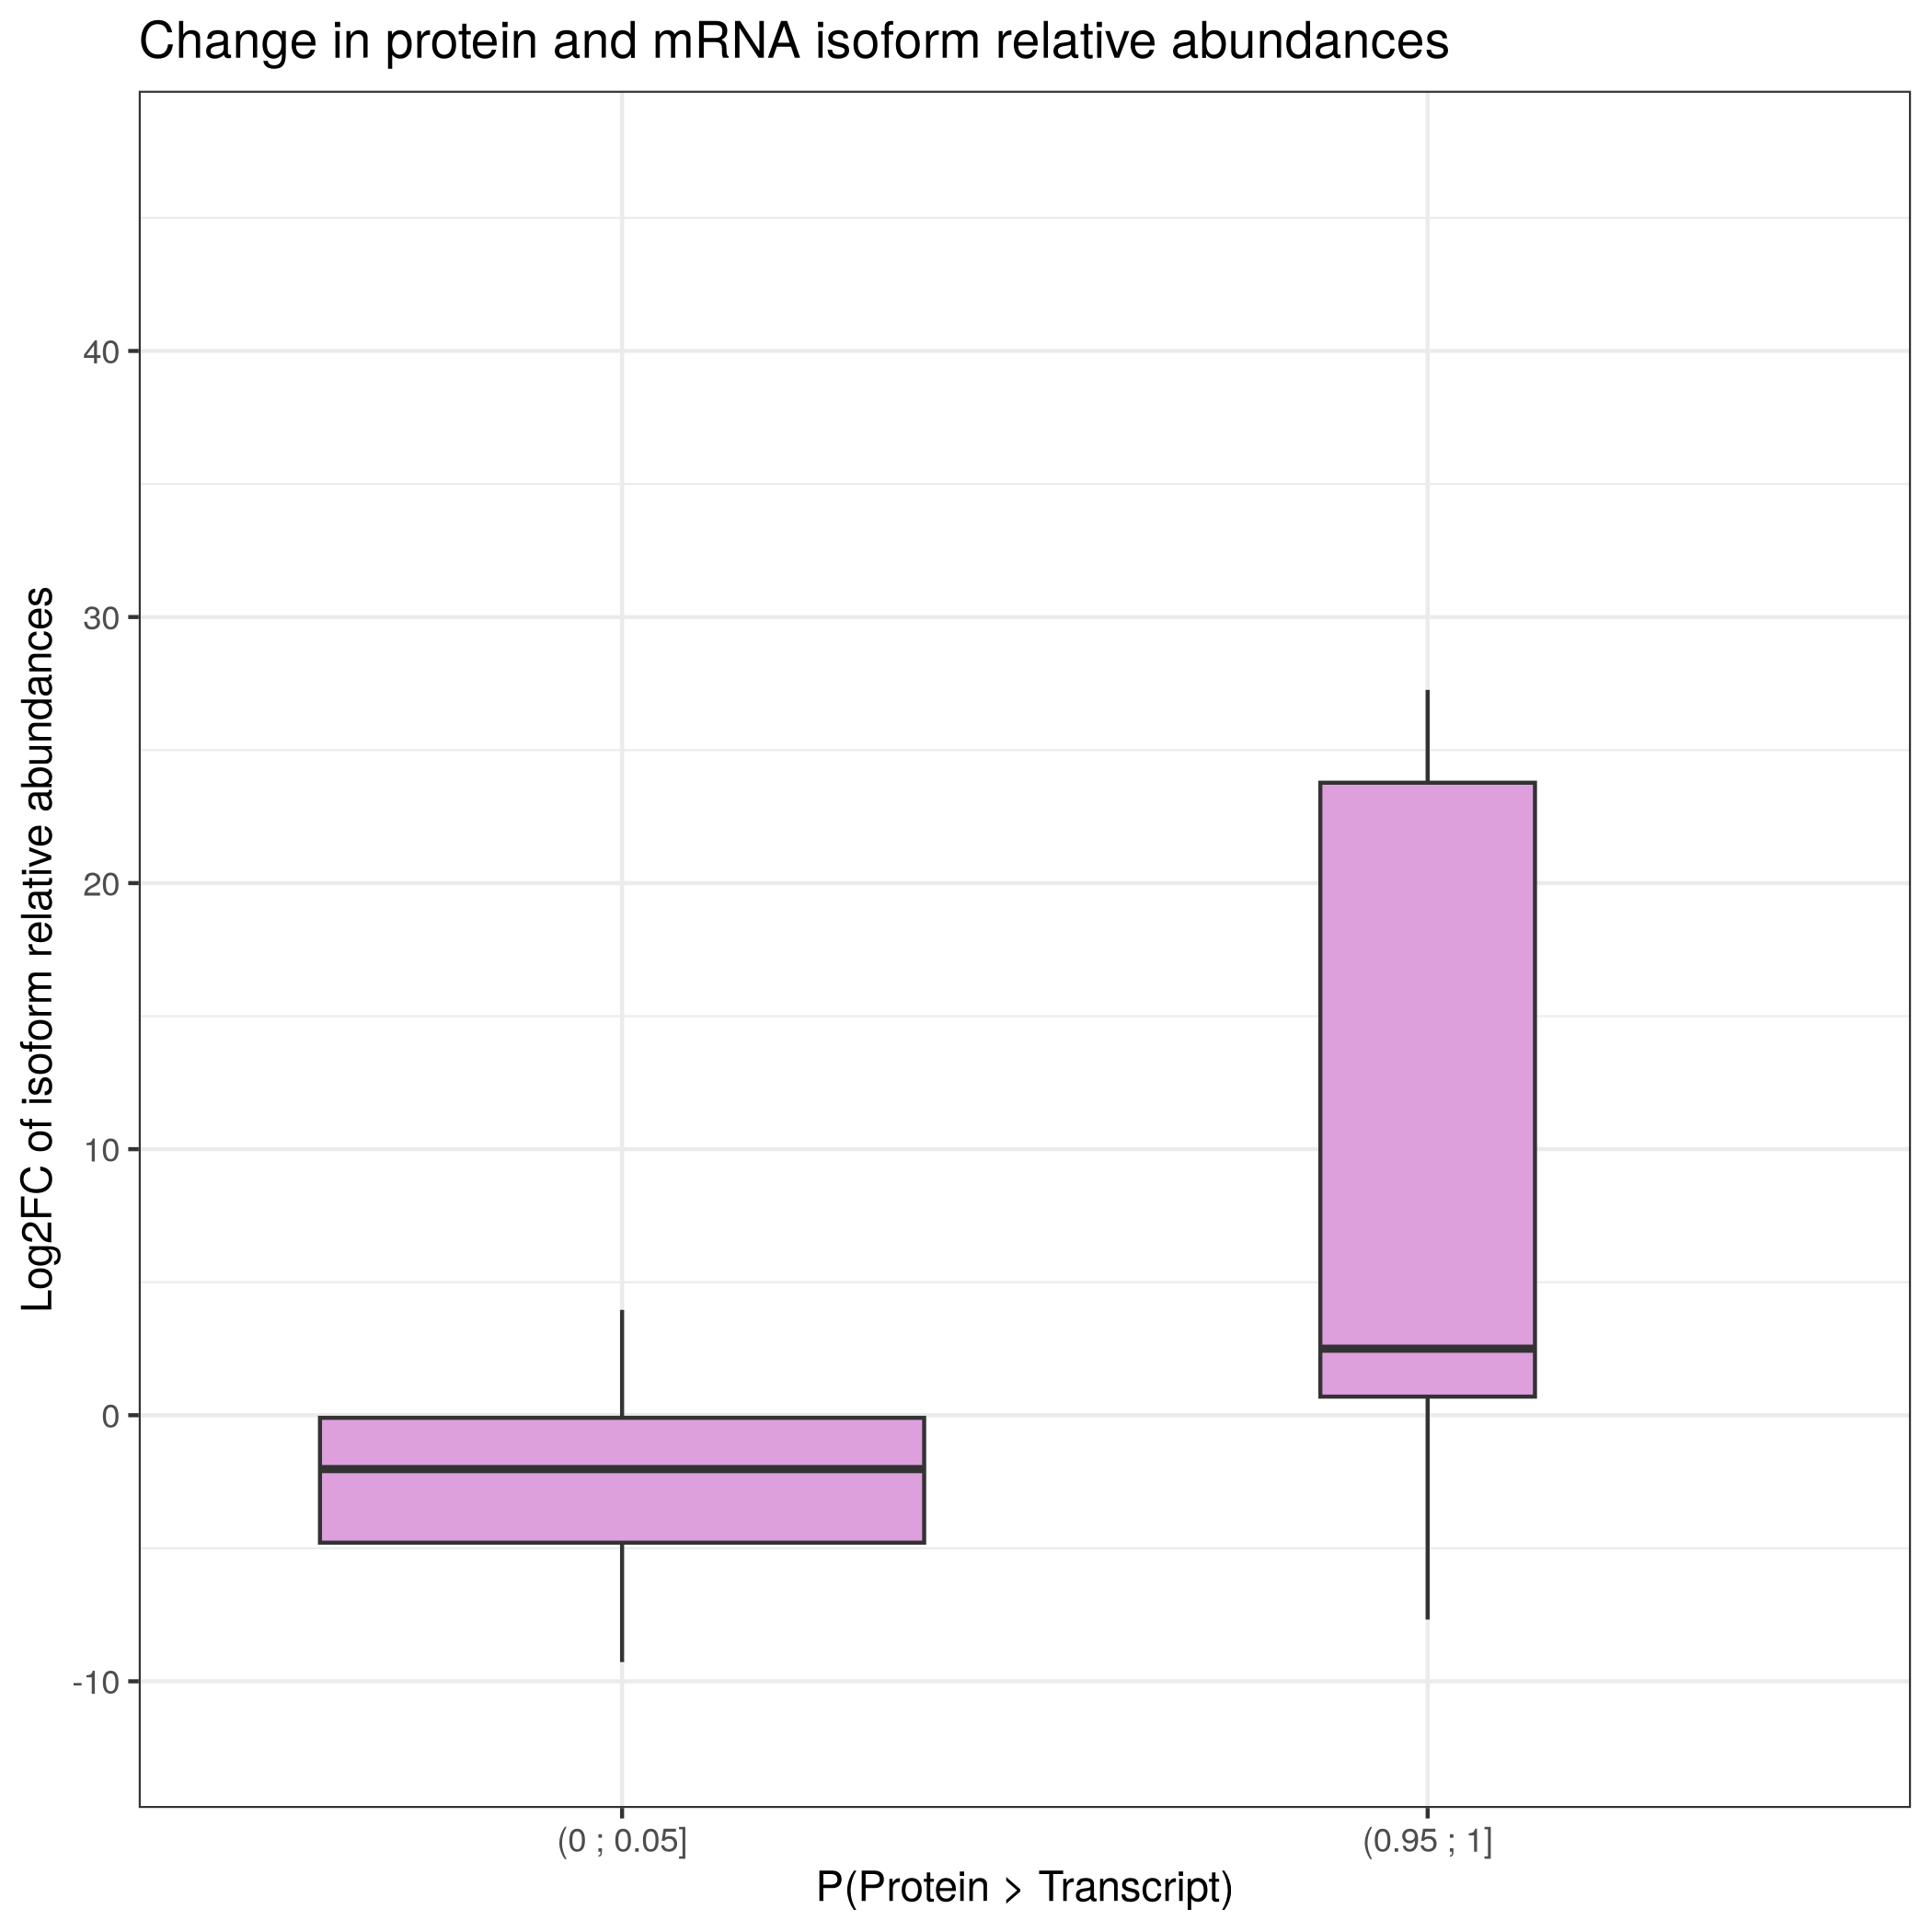 Change in protein and mRNA isoform relative abundances
Log2FC of isoform relative abundances
40
30
20
10
0
-10
(0 ; 0.05]
(0.95 ; 1]
P(Protein > Transcript)